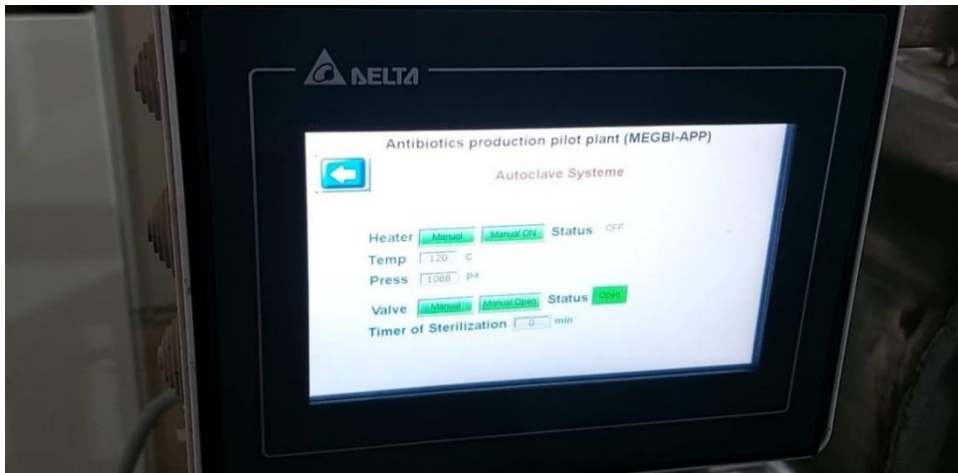 DELTA
Antibiotics production pilot plant (MEGBI-APP)
Autoclave Systeme
Heater Manual Manual ON Status OFF
Temp 120 c
Press 1088 pa
Valve Manual Manual Open Status Open
Timer of Sterilization 0 min